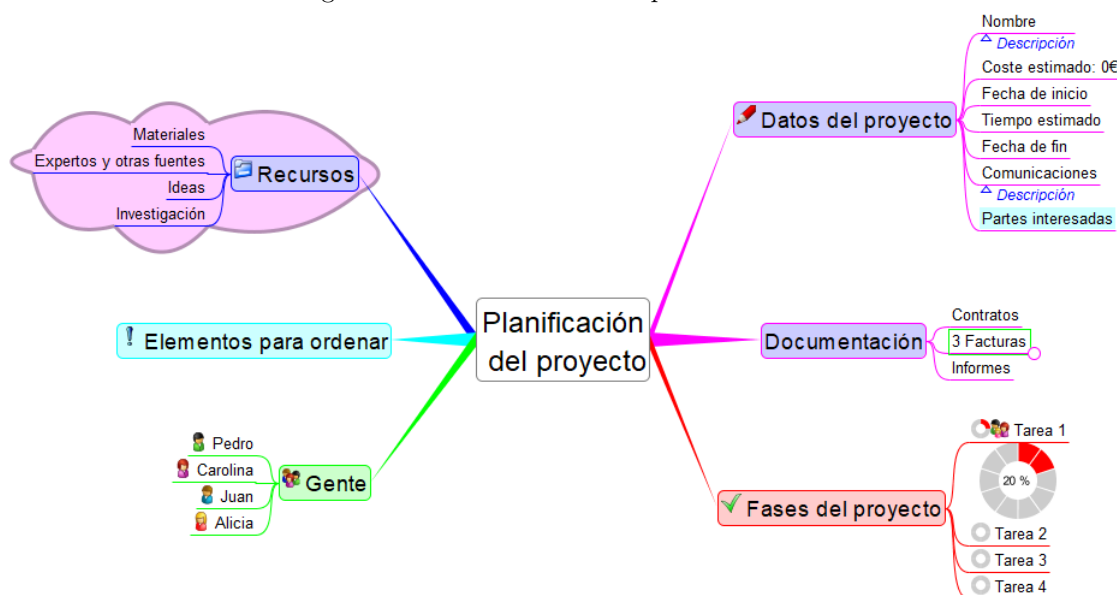 Nombre
Descripción
Coste estimado: 0€
Fecha de inicio
Datos del proyecto
Tiempo estimado
Fecha de fin
Comunicaciones
Descripción
Partes interesadas
Materiales
Expertos y otras fuentes
Recursos
Ideas
Investigación
Planificación
del proyecto
Elementos para ordenar
Documentación
Contratos
3 Facturas
Informes
Pedro
Carolina
Gente
Juan
Alicia
Tarea 1
20 %
Fases del proyecto
Tarea 2
Tarea 3
Tarea 4